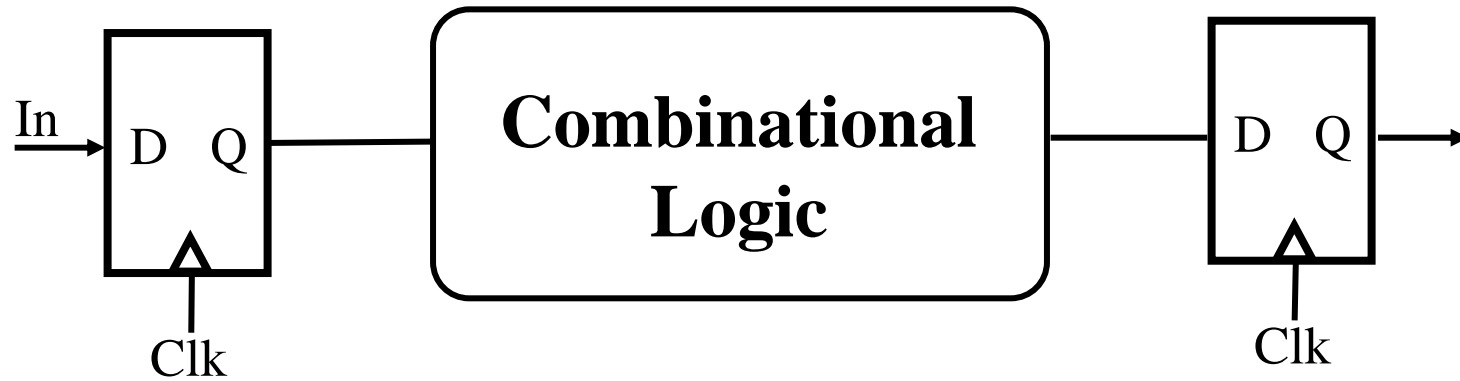 In
D Q
Clk
Combinational
Logic
D Q
Clk